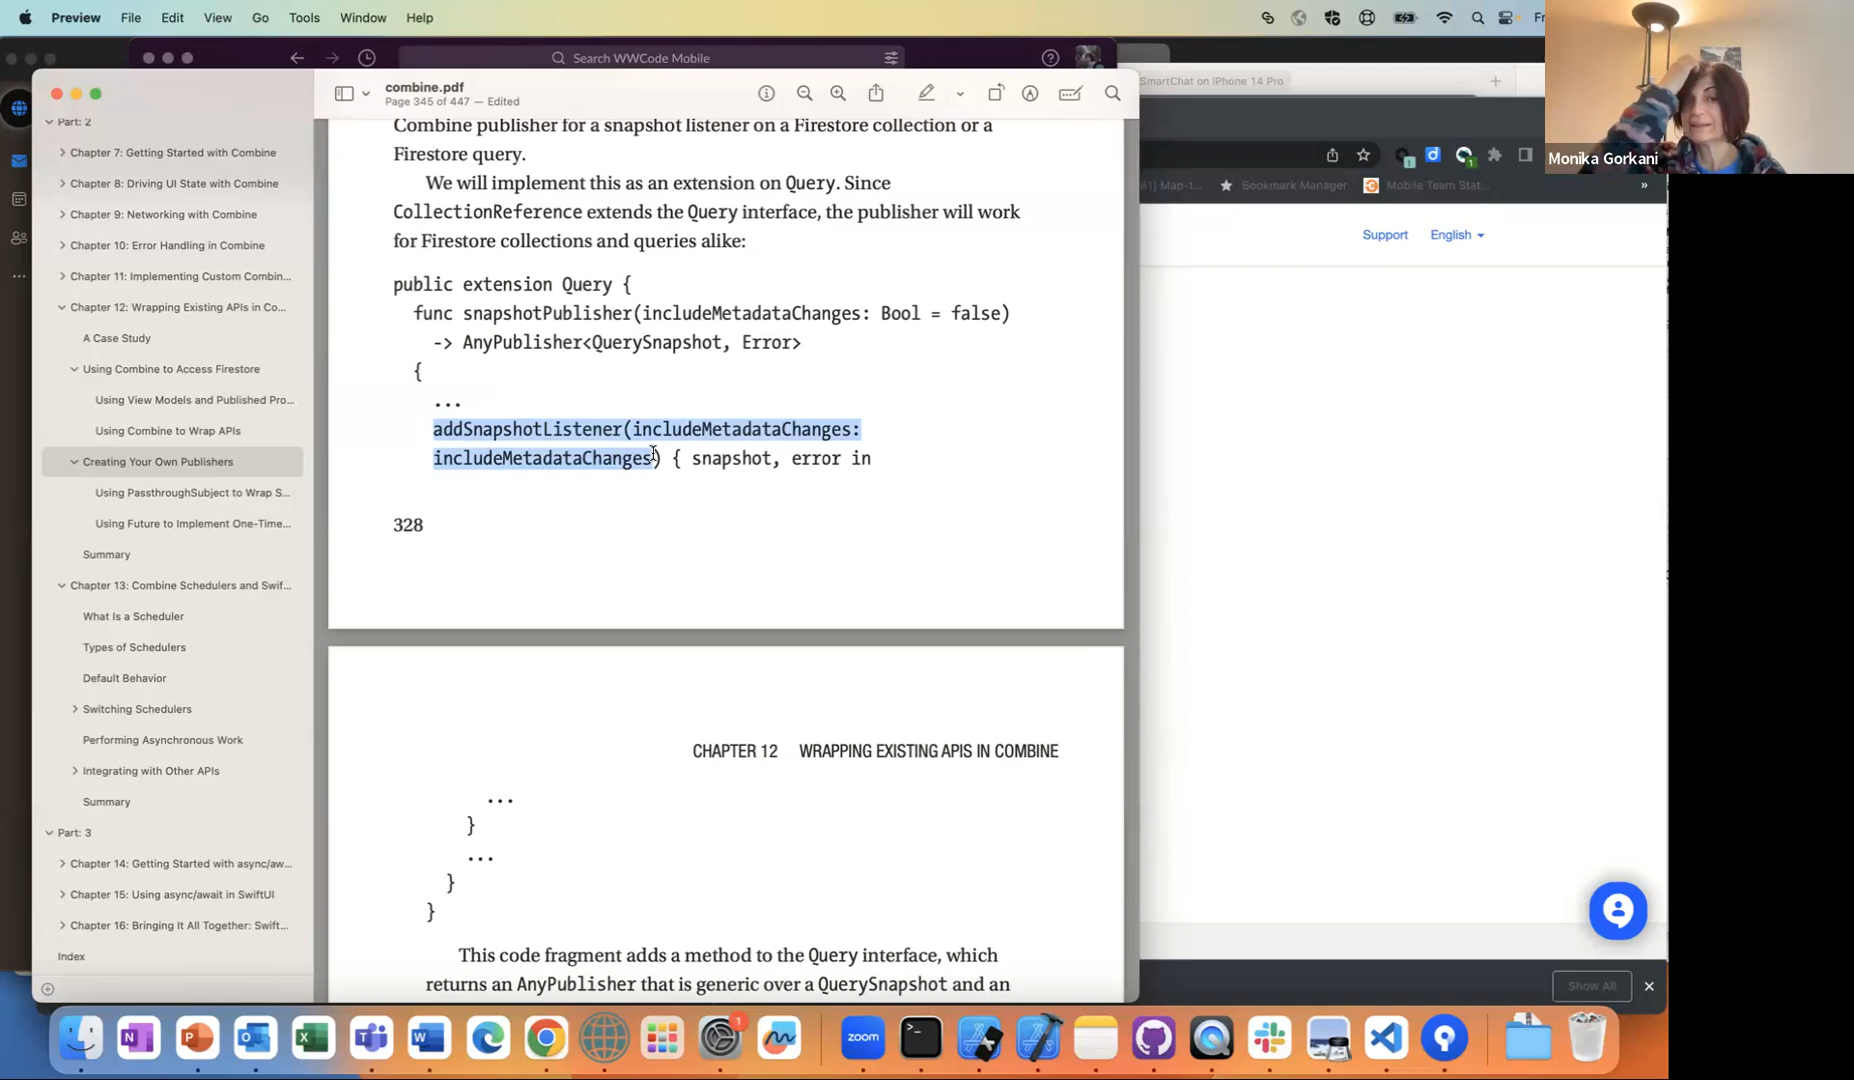 Preview File Edit View Go Tools Window Help
Search WWCode Mobile
SmartChat on iPhone 14 Pro
Monika Gorkani
combine.pdf
Page 345 of 447 — Edited
Part: 2
Chapter 7: Getting Started with Combine
Chapter 8: Driving UI State with Combine
Chapter 9: Networking with Combine
Chapter 10: Error Handling in Combine
Chapter 11: Implementing Custom Combin...
Chapter 12: Wrapping Existing APIs in Co...
A Case Study
Using Combine to Access Firestore
Using View Models and Published Pro...
Using Combine to Wrap APIs
Creating Your Own Publishers
Using PassthroughSubject to Wrap S...
Using Future to Implement One-Time...
Summary
Chapter 13: Combine Schedulers and Swif...
What Is a Scheduler
Types of Schedulers
Default Behavior
Switching Schedulers
Performing Asynchronous Work
Integrating with Other APIs
Summary
Part: 3
Chapter 14: Getting Started with async/aw...
Chapter 15: Using async/await in SwiftUI
Chapter 16: Bringing It All Together: Swift...
Index
Combine publisher for a snapshot listener on a Firestore collection or a
Firestore query.
We will implement this as an extension on Query. Since
CollectionReference extends the Query interface, the publisher will work
for Firestore collections and queries alike:
public extension Query {
func snapshotPublisher(includeMetadataChanges: Bool = false)
-> AnyPublisher<QuerySnapshot, Error>
{
...
addSnapshotListener(includeMetadataChanges:
includeMetadataChanges) { snapshot, error in
328
CHAPTER 12 WRAPPING EXISTING APIS IN COMBINE
...
}
...
}
}
This code fragment adds a method to the Query interface, which
returns an AnyPublisher that is generic over a QuerySnapshot and an
Map-t...
Bookmark Manager
Mobile Team Stat...
»
Support
English
Show All
zoom